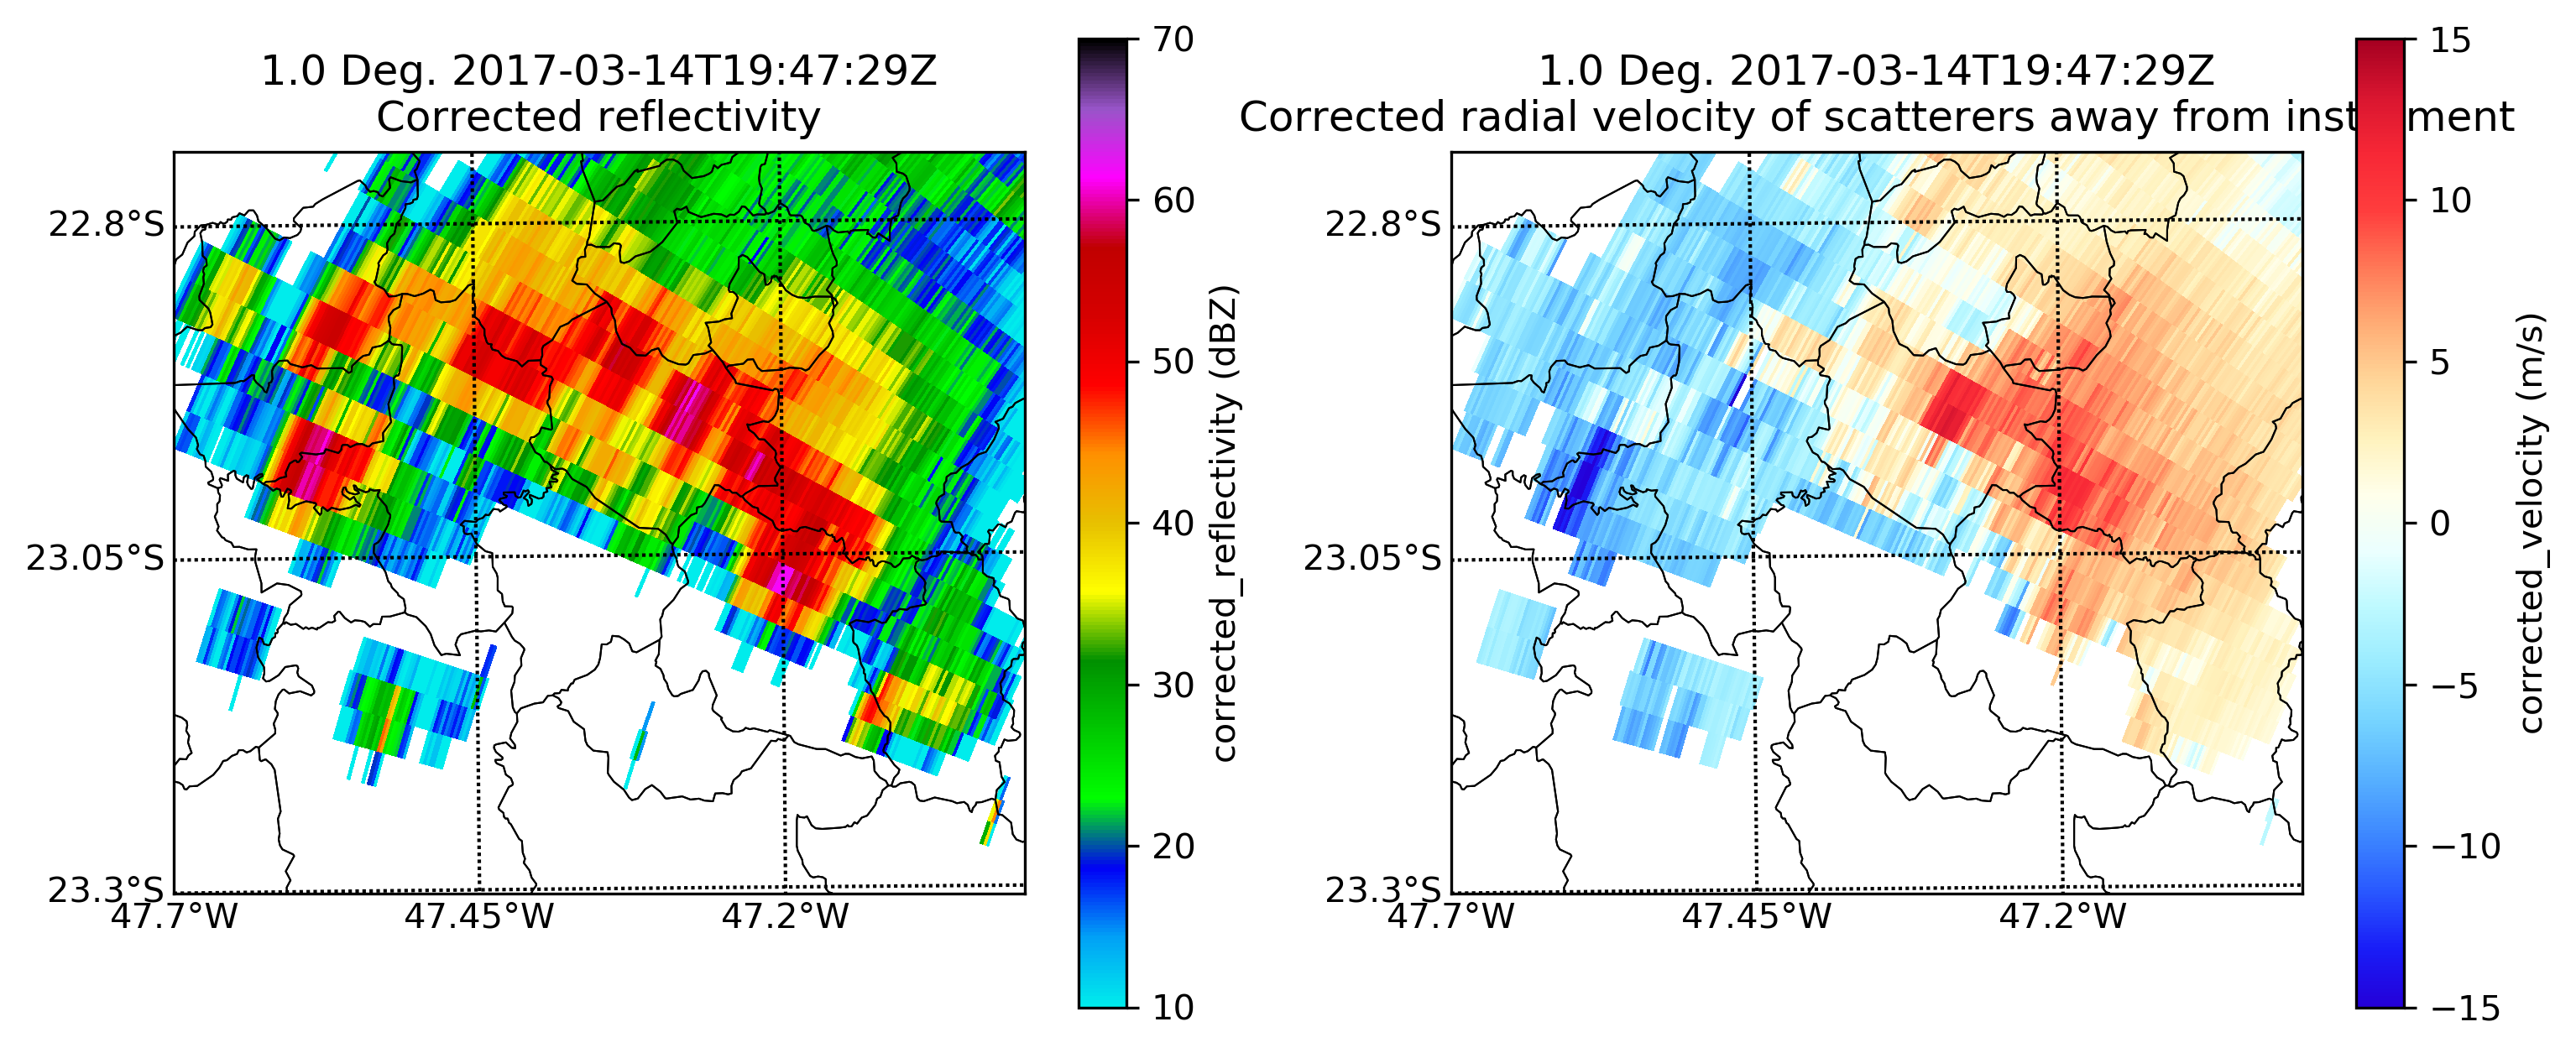 1.0 Deg. 2017-03-14T19:47:29Z
Corrected reflectivity
22.8°S
23.05°S
23.3°S
47.7°W
47.45°W
47.2°W
70
60
50
40
30
20
10
corrected_reflectivity (dBZ)
1.0 Deg. 2017-03-14T19:47:29Z
Corrected radial velocity of scatterers away from instrument
22.8°S
23.05°S
23.3°S
47.7°W
47.45°W
47.2°W
15
10
5
0
−5
−10
−15
corrected_velocity (m/s)